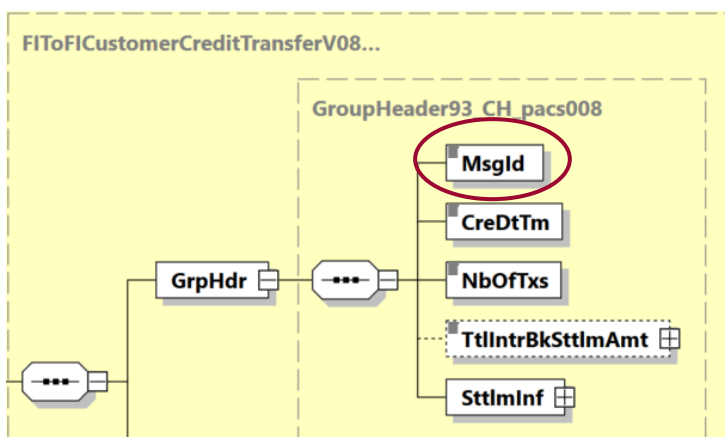 FIToFICustomerCreditTransferV08...
GroupHeader93_CH_pacs008
MsgId
CreDtTm
GrpHdr
NbOfTxs
TtlIntrBkSttlmAmt
SttlmInf